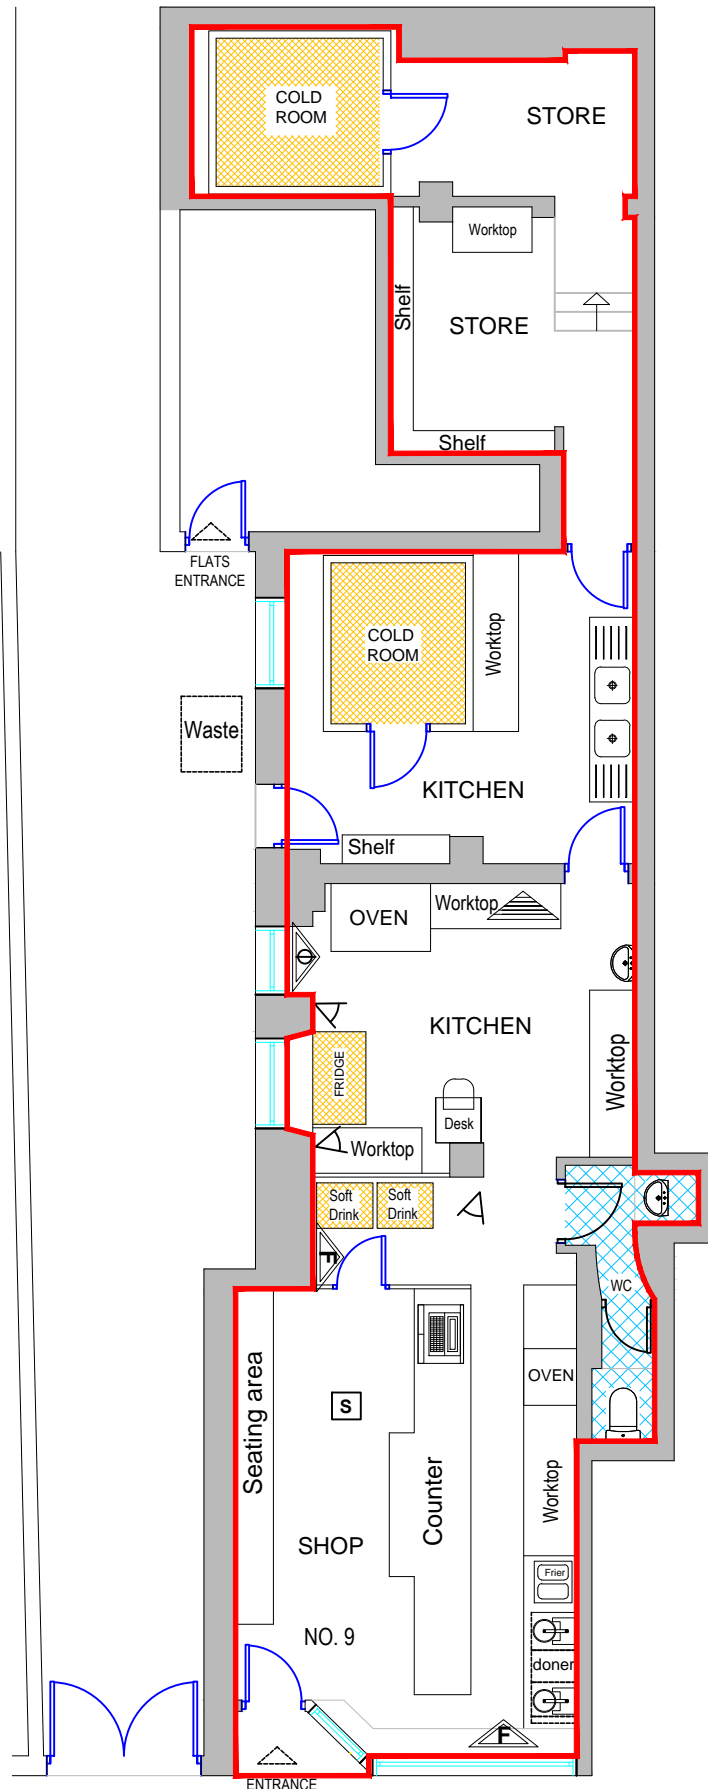 COLD
ROOM
STORE
Worktop
Shelf
STORE
Shelf
FLATS
ENTRANCE
COLD
ROOM
Worktop
Waste
KITCHEN
Shelf
OVEN
Worktop
KITCHEN
FRIDGE
Worktop
Desk
Worktop
Soft
Drink
Soft
Drink
F
WC
OVEN
Seating area
S
Counter
Worktop
SHOP
Frier
NO. 9
doner
F
ENTRANCE